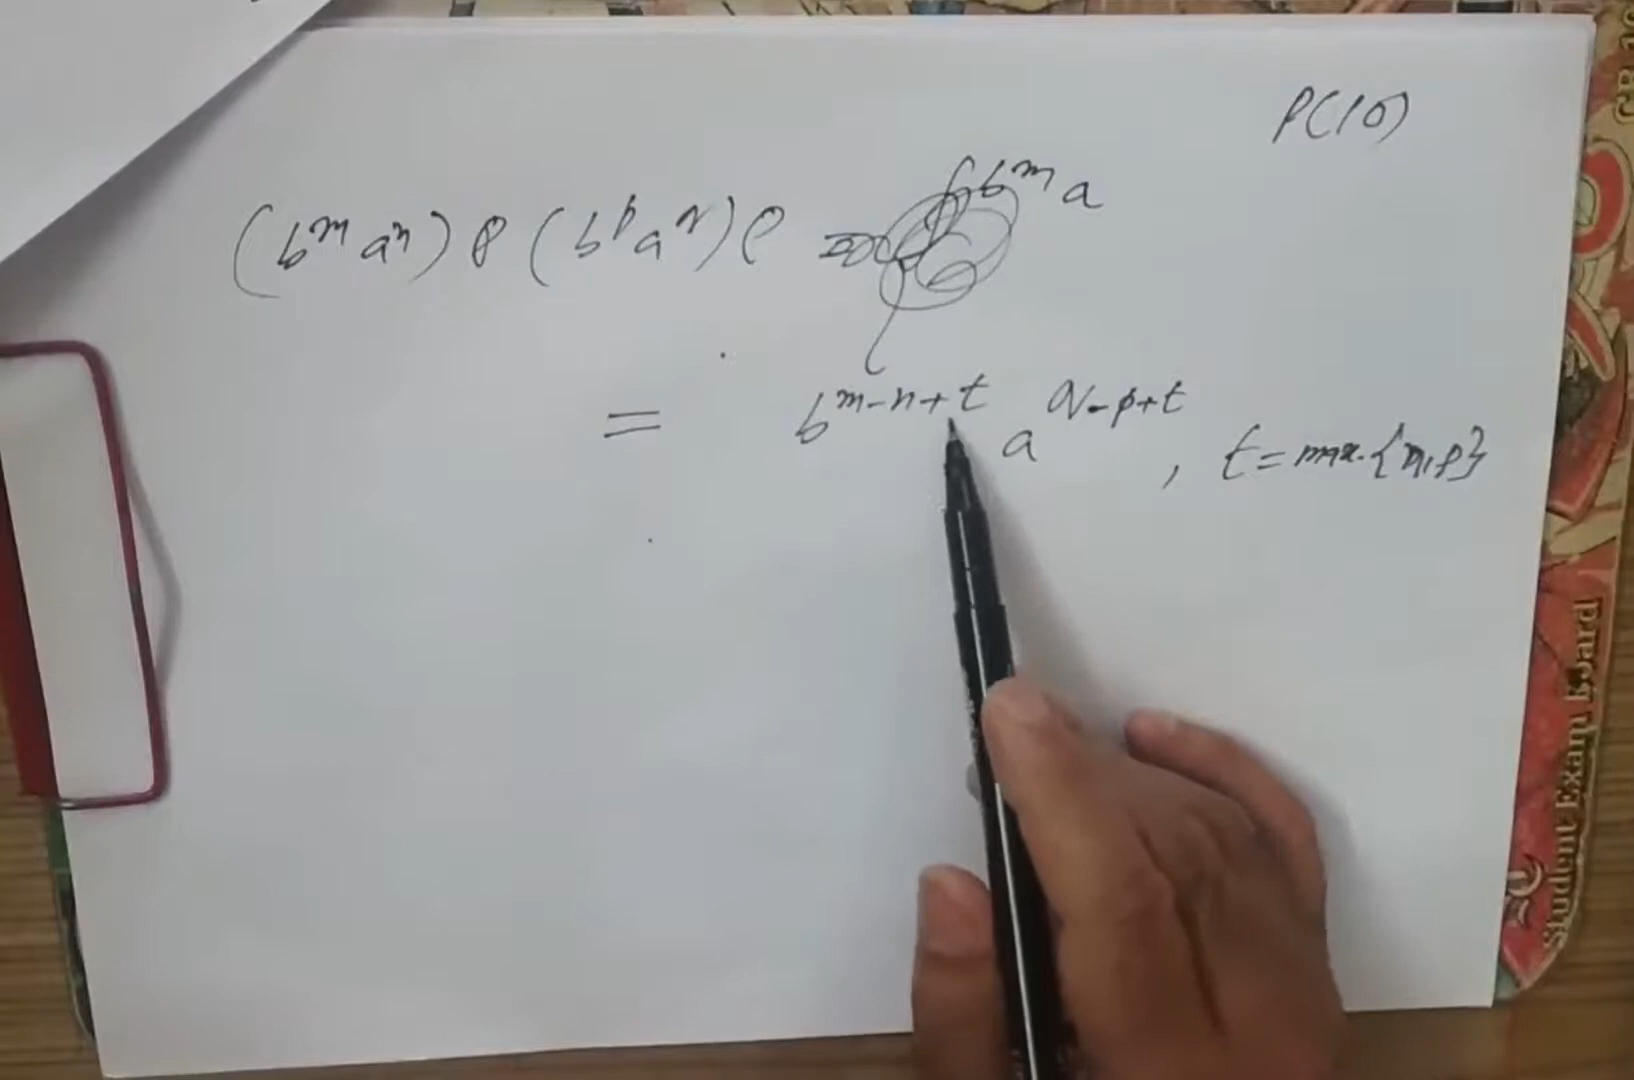 P(10)
(b^m a^n) ρ (b^p a^q) ρ
b^m a
= b^{m-n+t} a^{q-p+t} , t = max.{n,p}
Student Exam Board